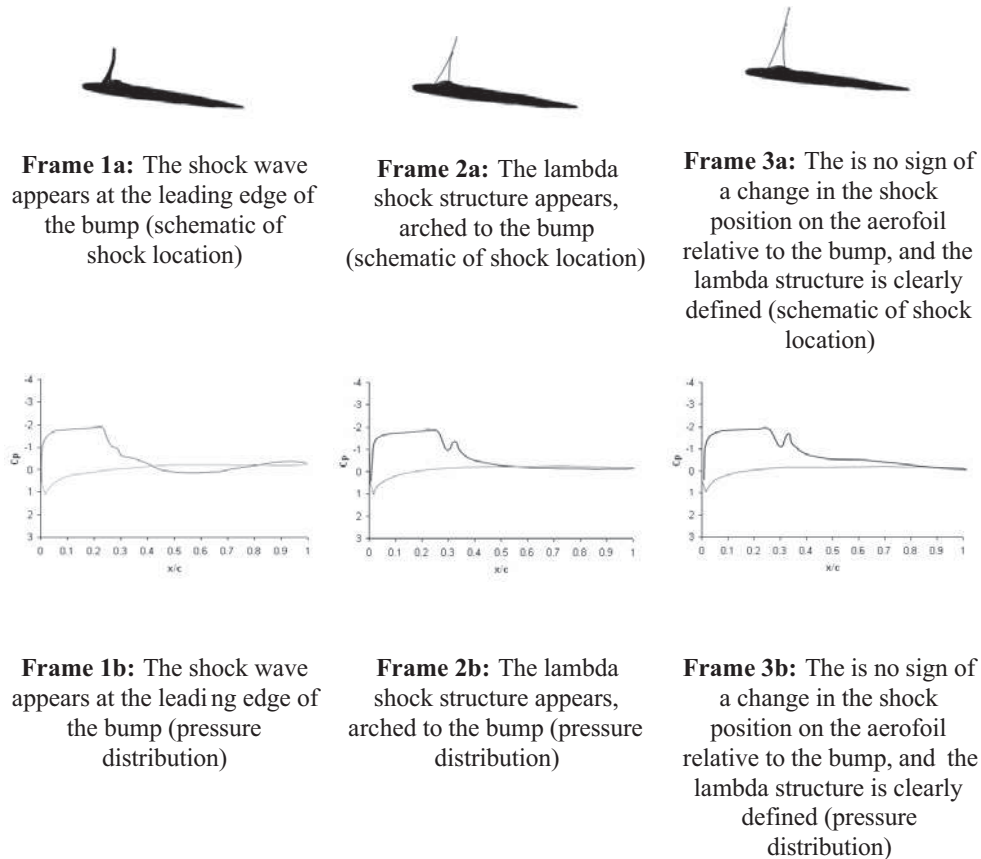 Frame 1a: The shock wave
appears at the leading edge of
the bump (schematic of
shock location)
Frame 2a: The lambda
shock structure appears,
arched to the bump
(schematic of shock location)
Frame 3a: The is no sign of
a change in the shock
position on the aerofoil
relative to the bump, and the
lambda structure is clearly
defined (schematic of shock
location)
-4
-3
-2
-1
0
1
2
3
Cp
0 0.1 0.2 0.3 0.4 0.5 0.6 0.7 0.8 0.9 1
x/c
-4
-3
-2
-1
0
1
2
3
Cp
0 0.1 0.2 0.3 0.4 0.5 0.6 0.7 0.8 0.9 1
x/c
-4
-3
-2
-1
0
1
2
3
Cp
0 0.1 0.2 0.3 0.4 0.5 0.6 0.7 0.8 0.9 1
x/c
Frame 1b: The shock wave
appears at the leading edge of
the bump (pressure
distribution)
Frame 2b: The lambda
shock structure appears,
arched to the bump (pressure
distribution)
Frame 3b: The is no sign of
a change in the shock
position on the aerofoil
relative to the bump, and the
lambda structure is clearly
defined (pressure
distribution)